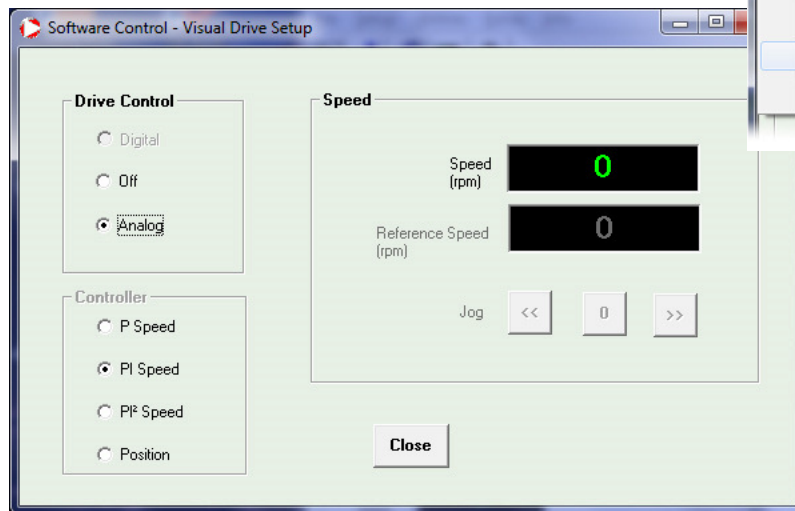 Software Control - Visual Drive Setup
Drive Control
Digital
Off
Analog
Controller
P Speed
PI Speed
PI² Speed
Position
Speed
Speed
(rpm)
0
Reference Speed
(rpm)
0
Jog
<<
0
>>
Close